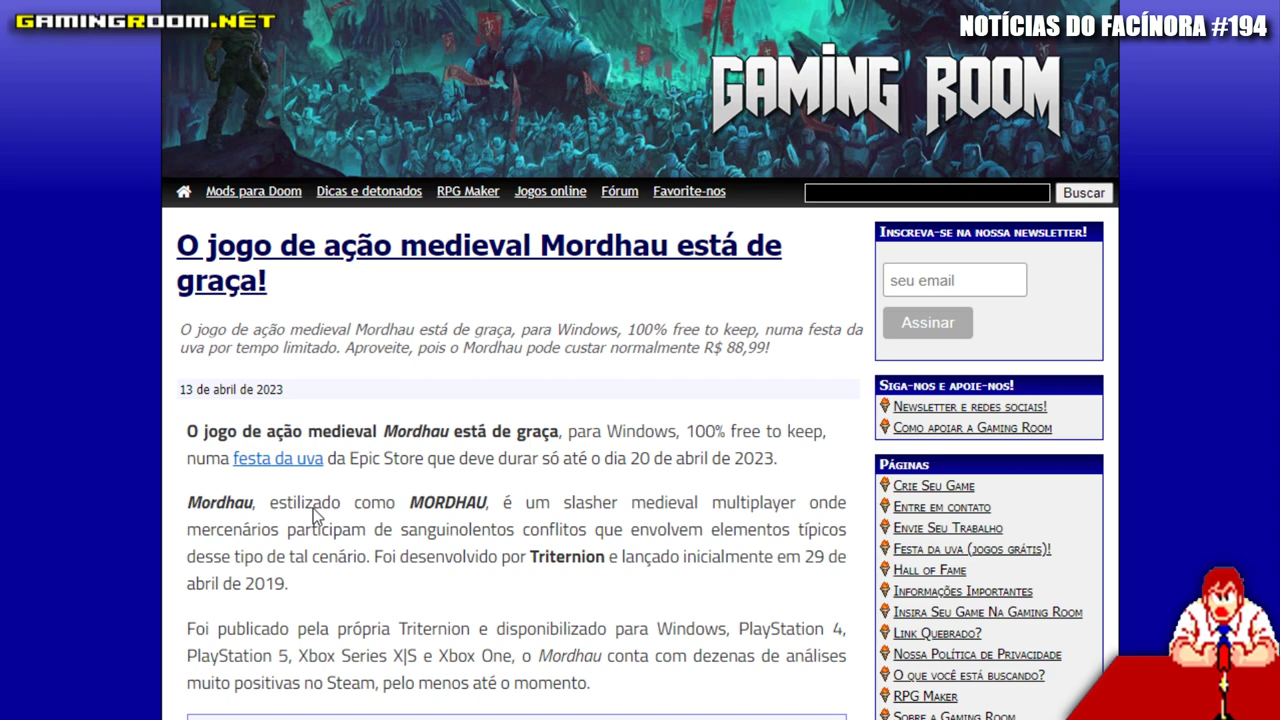 GAMINGROOM.NET
NOTÍCIAS DO FACÍNORA #194
GAMING ROOM
Mods para Doom Dicas e detonados RPG Maker Jogos online Fórum Favorite-nos
Buscar
O jogo de ação medieval Mordhau está de
graça!
O jogo de ação medieval Mordhau está de graça, para Windows, 100% free to keep, numa festa da
uva por tempo limitado. Aproveite, pois o Mordhau pode custar normalmente R$ 88,99!
13 de abril de 2023
O jogo de ação medieval Mordhau está de graça, para Windows, 100% free to keep,
numa festa da uva da Epic Store que deve durar só até o dia 20 de abril de 2023.
Mordhau, estilizado como MORDHAU, é um slasher medieval multiplayer onde
mercenários participam de sanguinolentos conflitos que envolvem elementos típicos
desse tipo de tal cenário. Foi desenvolvido por Triternion e lançado inicialmente em 29 de
abril de 2019.
Foi publicado pela própria Triternion e disponibilizado para Windows, PlayStation 4,
PlayStation 5, Xbox Series X|S e Xbox One, o Mordhau conta com dezenas de análises
muito positivas no Steam, pelo menos até o momento.
Inscreva-se na nossa newsletter!
seu email
Assinar
Siga-nos e apoie-nos!
Newsletter e redes sociais!
Como apoiar a Gaming Room
Páginas
Crie Seu Game
Entre em contato
Envie Seu Trabalho
Festa da uva (jogos grátis)!
Hall of Fame
Informações Importantes
Insira Seu Game Na Gaming Room
Link Quebrado?
Nossa Política de Privacidade
O que você está buscando?
RPG Maker
Sobre a Gaming Room